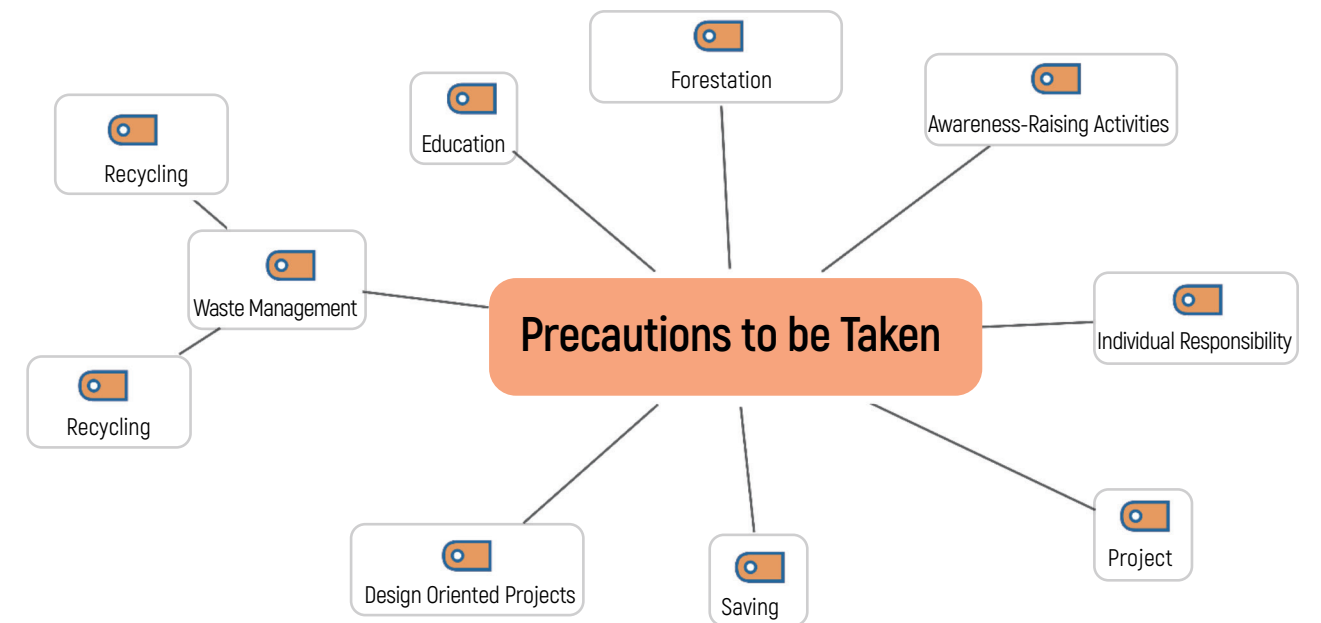 Forestation
Awareness-Raising Activities
Education
Recycling
Waste Management
Precautions to be Taken
Individual Responsibility
Recycling
Project
Design Oriented Projects
Saving